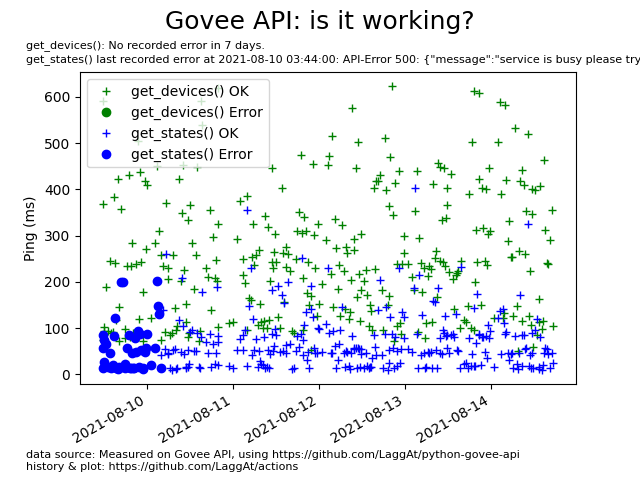 Govee API: is it working?
get_devices(): No recorded error in 7 days.
get_states() last recorded error at 2021-08-10 03:44:00: API-Error 500: {"message":"service is busy please try
get_devices() OK
get_devices() Error
get_states() OK
get_states() Error
Ping (ms)
600
500
400
300
200
100
0
2021-08-10
2021-08-11
2021-08-12
2021-08-13
2021-08-14
data source: Measured on Govee API, using https://github.com/LaggAt/python-govee-api
history & plot: https://github.com/LaggAt/actions